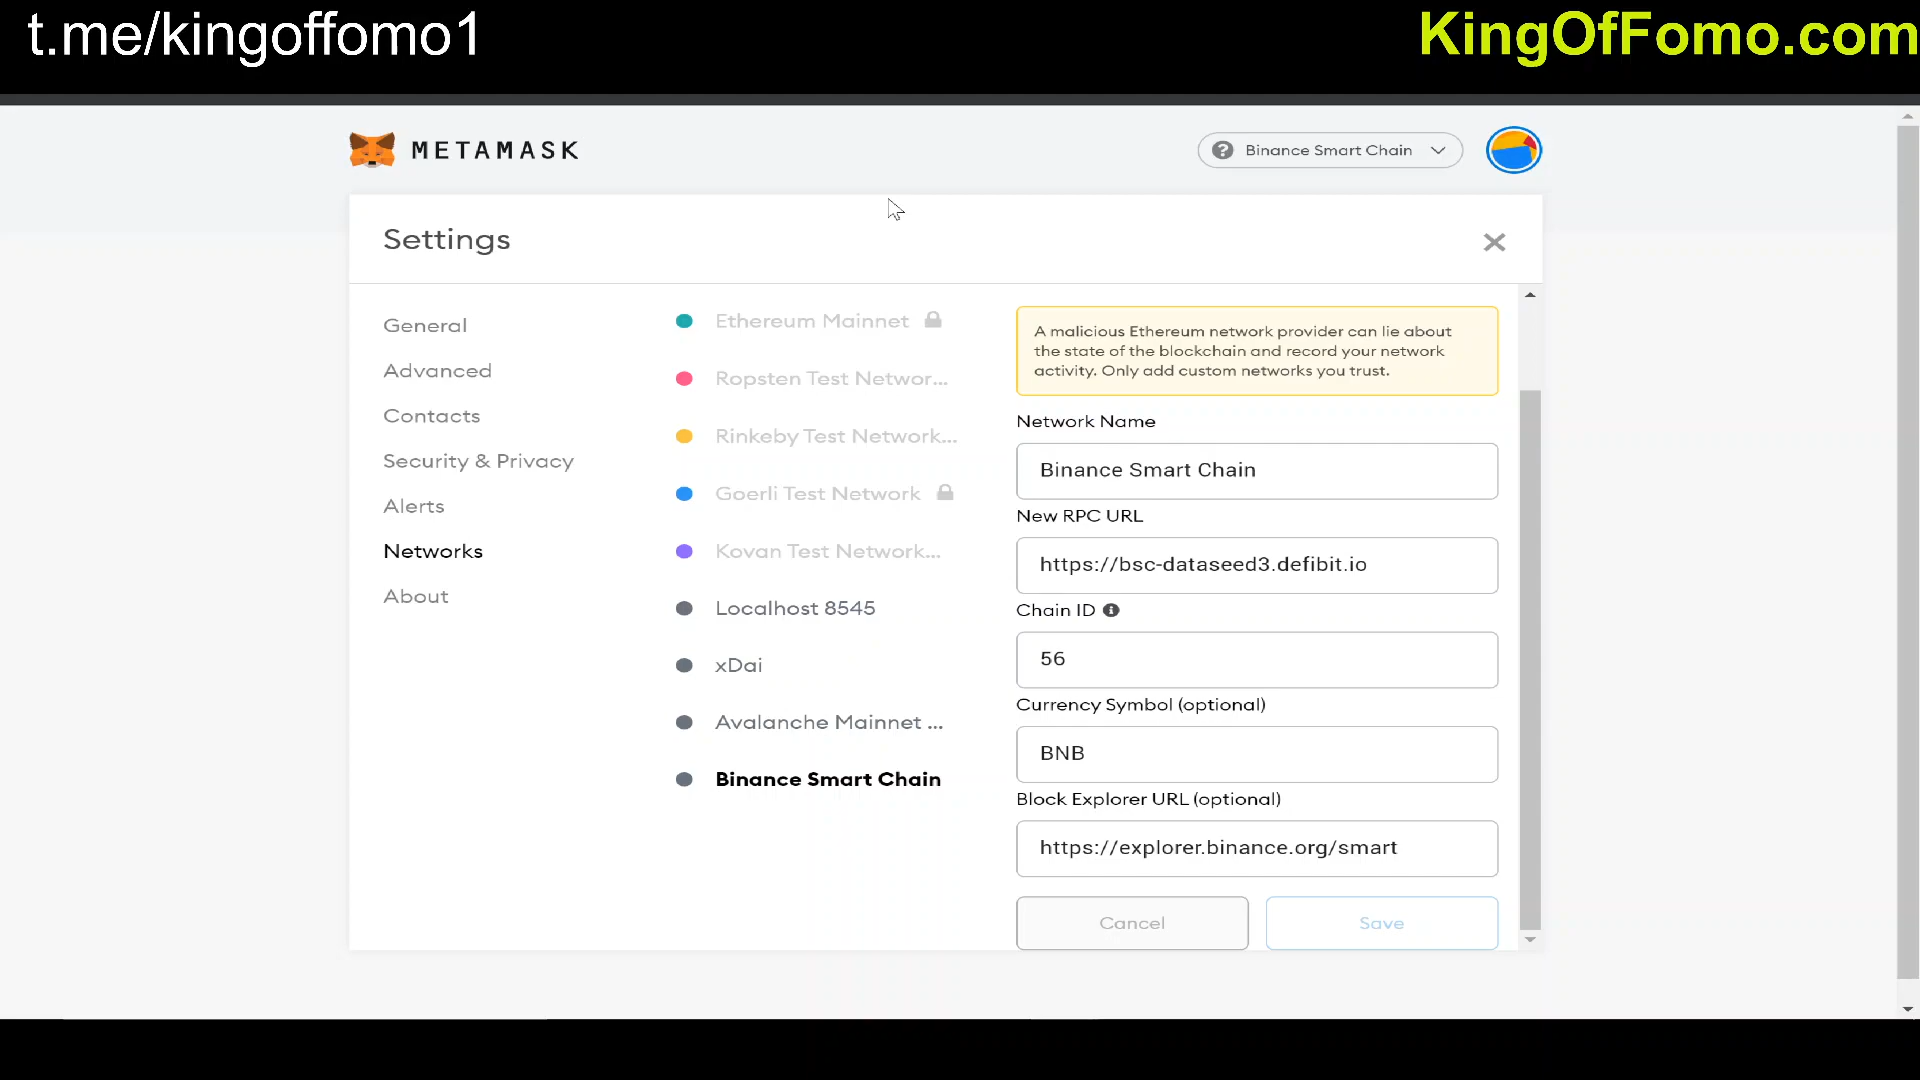 t.me/kingoffomo1
KingOfFomo.com
METAMASK
Binance Smart Chain
Settings
General
Advanced
Contacts
Security & Privacy
Alerts
Networks
About
Ethereum Mainnet
Ropsten Test Networ...
Rinkeby Test Network...
Goerli Test Network
Kovan Test Network...
Localhost 8545
xDai
Avalanche Mainnet ...
Binance Smart Chain
A malicious Ethereum network provider can lie about
the state of the blockchain and record your network
activity. Only add custom networks you trust.
Network Name
Binance Smart Chain
New RPC URL
https://bsc-dataseed3.defibit.io
Chain ID
56
Currency Symbol (optional)
BNB
Block Explorer URL (optional)
https://explorer.binance.org/smart
Cancel
Save